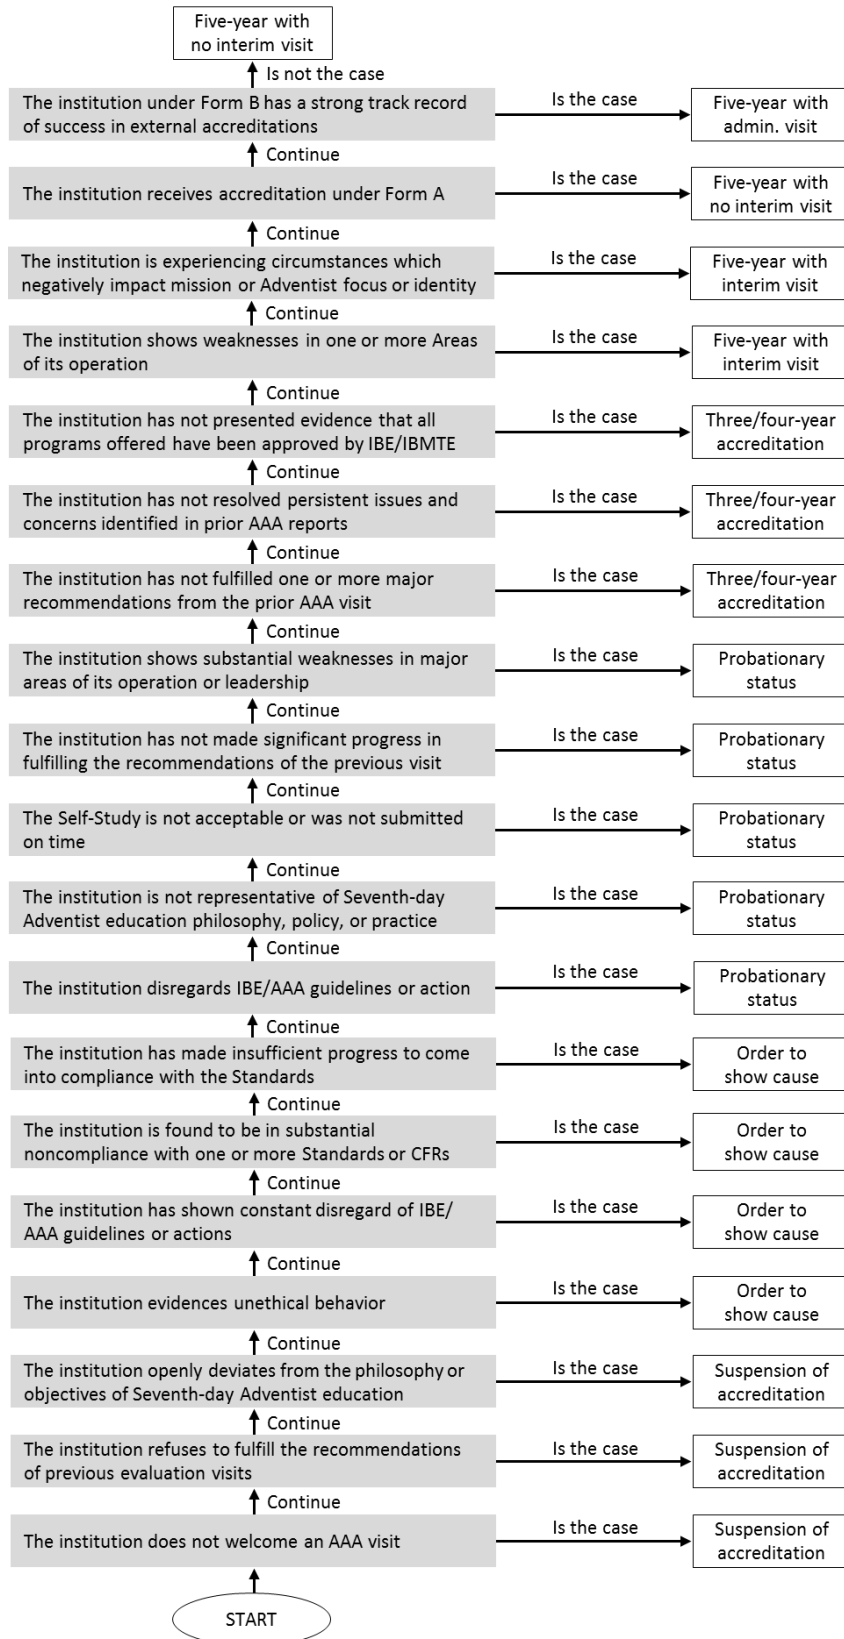 Five-year with
no interim visit
Is not the case
The institution under Form B has a strong track record
of success in external accreditations
Is the case
Five-year with
admin. visit
Continue
The institution receives accreditation under Form A
Is the case
Five-year with
no interim visit
Continue
The institution is experiencing circumstances which
negatively impact mission or Adventist focus or identity
Is the case
Five-year with
interim visit
Continue
The institution shows weaknesses in one or more Areas
of its operation
Is the case
Five-year with
interim visit
Continue
The institution has not presented evidence that all
programs offered have been approved by IBE/IBMTE
Is the case
Three/four-year
accreditation
Continue
The institution has not resolved persistent issues and
concerns identified in prior AAA reports
Is the case
Three/four-year
accreditation
Continue
The institution has not fulfilled one or more major
recommendations from the prior AAA visit
Is the case
Three/four-year
accreditation
Continue
The institution shows substantial weaknesses in major
areas of its operation or leadership
Is the case
Probationary
status
Continue
The institution has not made significant progress in
fulfilling the recommendations of the previous visit
Is the case
Probationary
status
Continue
The Self-Study is not acceptable or was not submitted
on time
Is the case
Probationary
status
Continue
The institution is not representative of Seventh-day
Adventist education philosophy, policy, or practice
Is the case
Probationary
status
Continue
The institution disregards IBE/AAA guidelines or action
Is the case
Probationary
status
Continue
The institution has made insufficient progress to come
into compliance with the Standards
Is the case
Order to
show cause
Continue
The institution is found to be in substantial
noncompliance with one or more Standards or CFRs
Is the case
Order to
show cause
Continue
The institution has shown constant disregard of IBE/
AAA guidelines or actions
Is the case
Order to
show cause
Continue
The institution evidences unethical behavior
Is the case
Order to
show cause
Continue
The institution openly deviates from the philosophy or
objectives of Seventh-day Adventist education
Is the case
Suspension of
accreditation
Continue
The institution refuses to fulfill the recommendations
of previous evaluation visits
Is the case
Suspension of
accreditation
Continue
The institution does not welcome an AAA visit
Is the case
Suspension of
accreditation
START